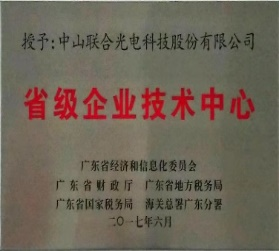 授予:中山联合光电科技股份有限公司
省级企业技术中心
广东省经济和信息化委员会
广东省财政厅 广东省地方税务局
广东省国家税务局 海关总署广东分署
二〇一七年六月